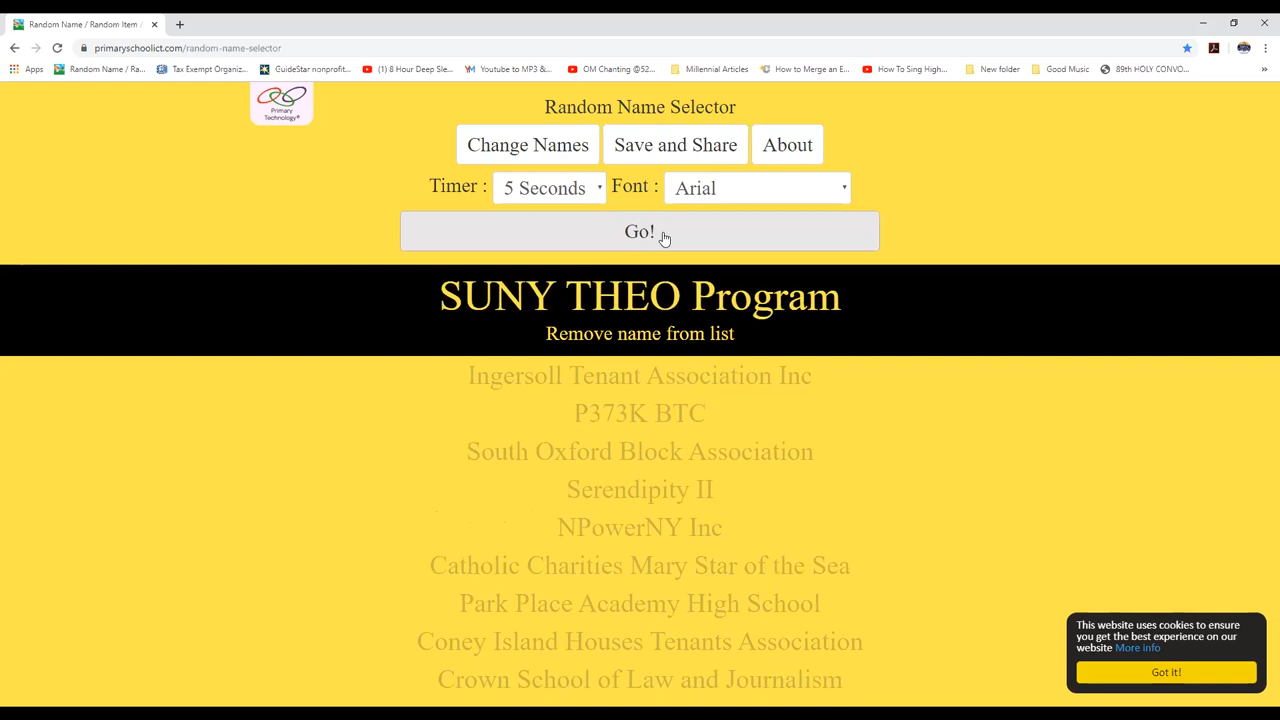 Random Name / Random Item /
primaryschoolict.com/random-name-selector
Apps
Random Name / Ra...
Tax Exempt Organiz...
GuideStar nonprofit...
(1) 8 Hour Deep Sle...
Youtube to MP3 &...
OM Chanting @52...
Millennial Articles
How to Merge an E...
How To Sing High...
New folder
Good Music
89th HOLY CONVO...
»
Primary
Technology®
Random Name Selector
Change Names
Save and Share
About
Timer : 5 Seconds Font : Arial
Go!
SUNY THEO Program
Remove name from list
Ingersoll Tenant Association Inc
P373K BTC
South Oxford Block Association
Serendipity II
NPowerNY Inc
Catholic Charities Mary Star of the Sea
Park Place Academy High School
Coney Island Houses Tenants Association
Crown School of Law and Journalism
This website uses cookies to ensure
you get the best experience on our
website More info
Got it!